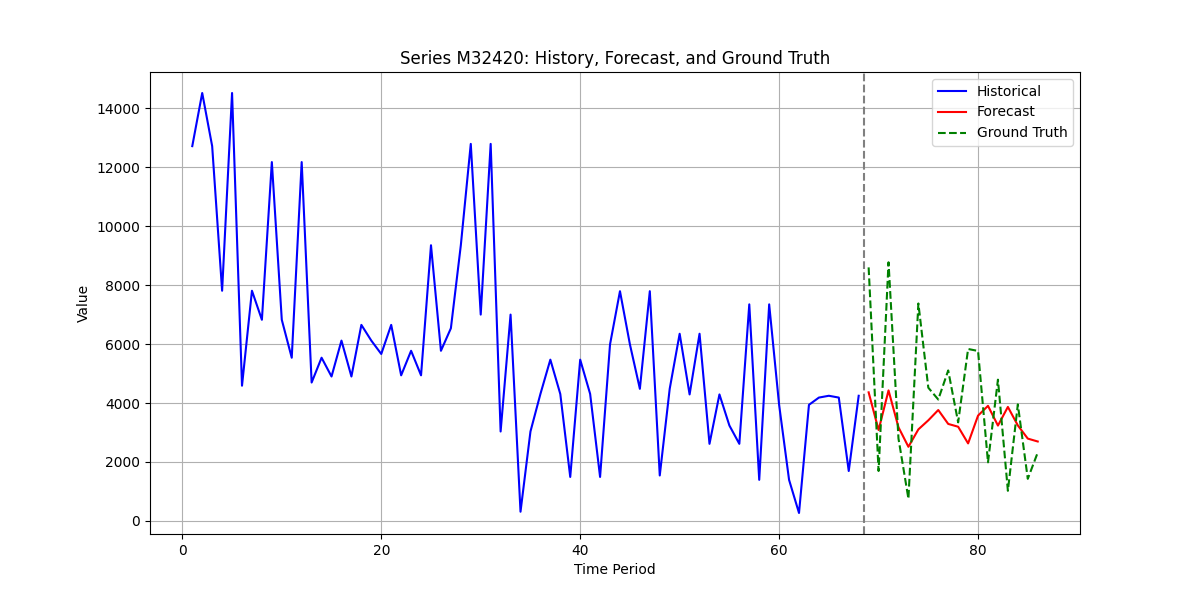 Series M32420: History, Forecast, and Ground Truth
Historical
Forecast
Ground Truth
14000
12000
10000
8000
6000
4000
2000
0
Value
0 20 40 60 80
Time Period